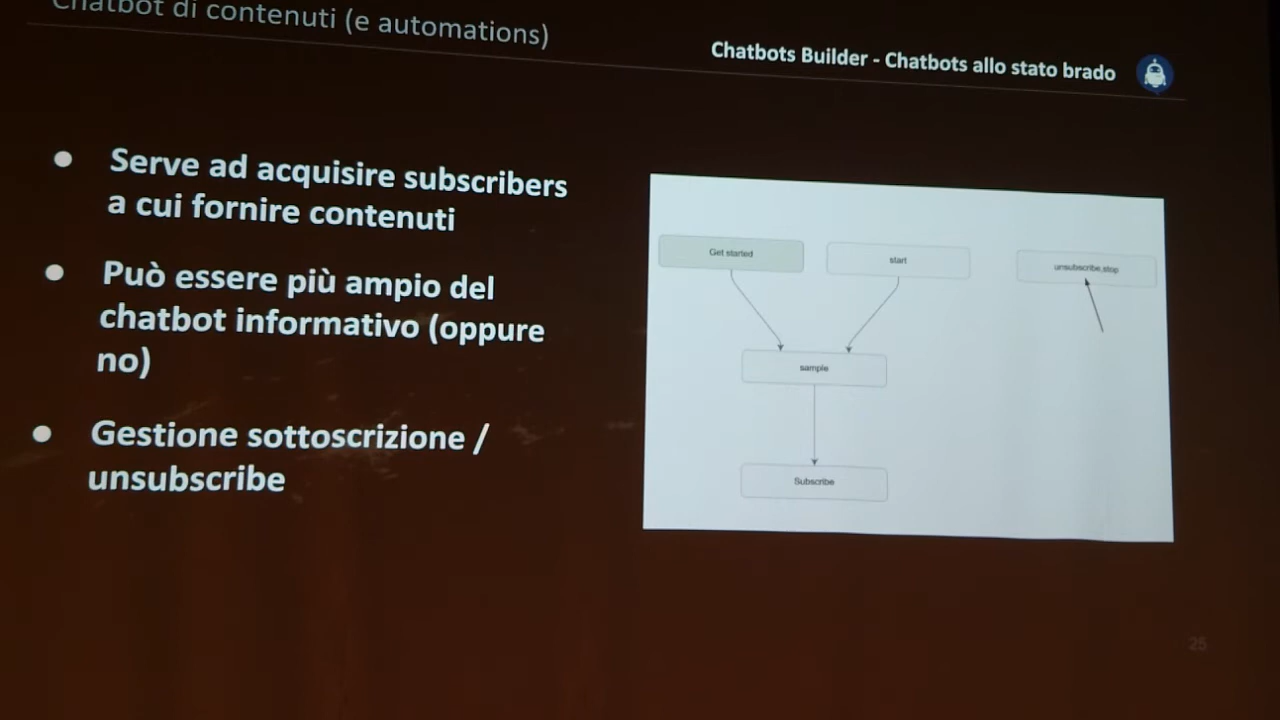 Chatbot di contenuti (e automations)
Chatbots Builder - Chatbots allo stato brado
● Serve ad acquisire subscribers
a cui fornire contenuti
● Può essere più ampio del
chatbot informativo (oppure
no)
● Gestione sottoscrizione /
unsubscribe
Get started
start
unsubscribe,stop
sample
Subscribe
25